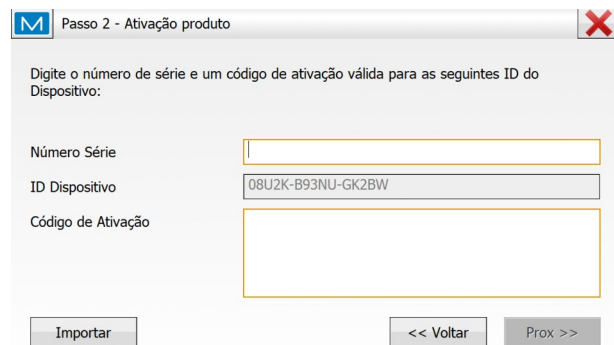 M Passo 2 - Ativação produto
Digite o número de série e um código de ativação válida para as seguintes ID do
Dispositivo:
Número Série
ID Dispositivo 08U2K-B93NU-GK2BW
Código de Ativação
Importar << Voltar Prox >>